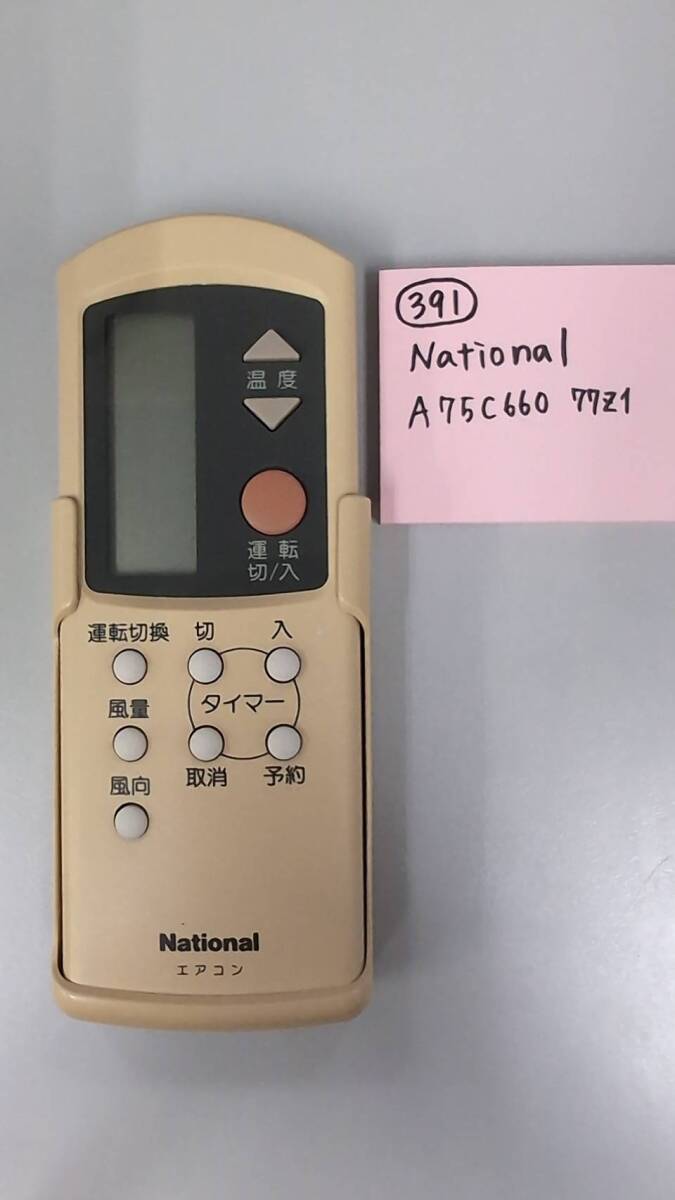 391
National
A75C660 77Z1
温度
運転
切/入
運転切換 切 入
風量 タイマー
風向 取消 予約
National
エアコン